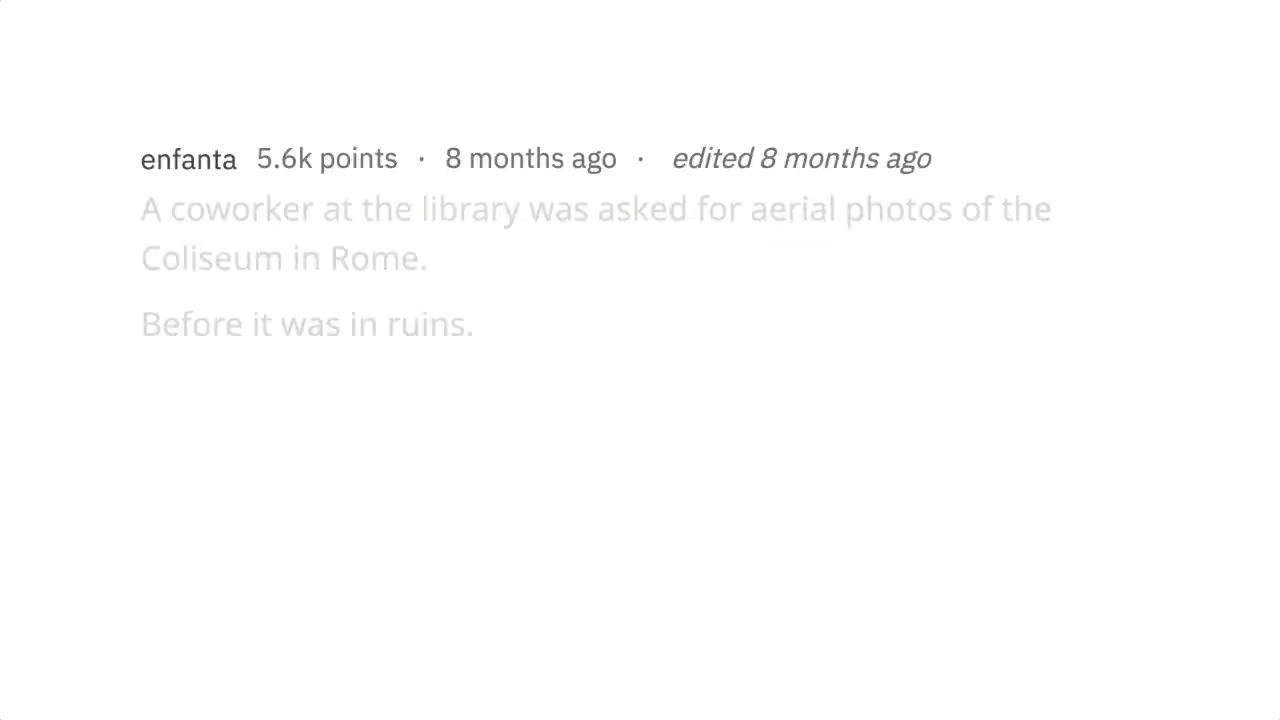 enfanta 5.6k points · 8 months ago · edited 8 months ago
A coworker at the library was asked for aerial photos of the
Coliseum in Rome.
Before it was in ruins.